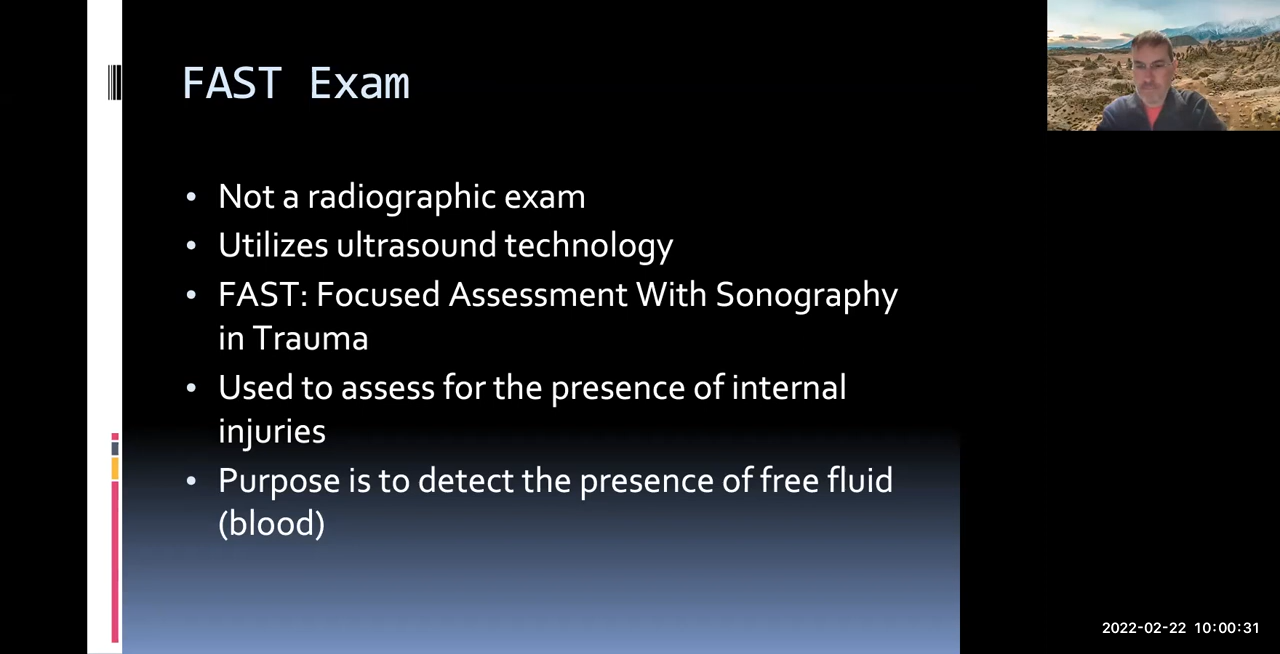 FAST Exam
• Not a radiographic exam
• Utilizes ultrasound technology
• FAST: Focused Assessment With Sonography
in Trauma
• Used to assess for the presence of internal
injuries
• Purpose is to detect the presence of free fluid
(blood)
2022-02-22 10:00:31